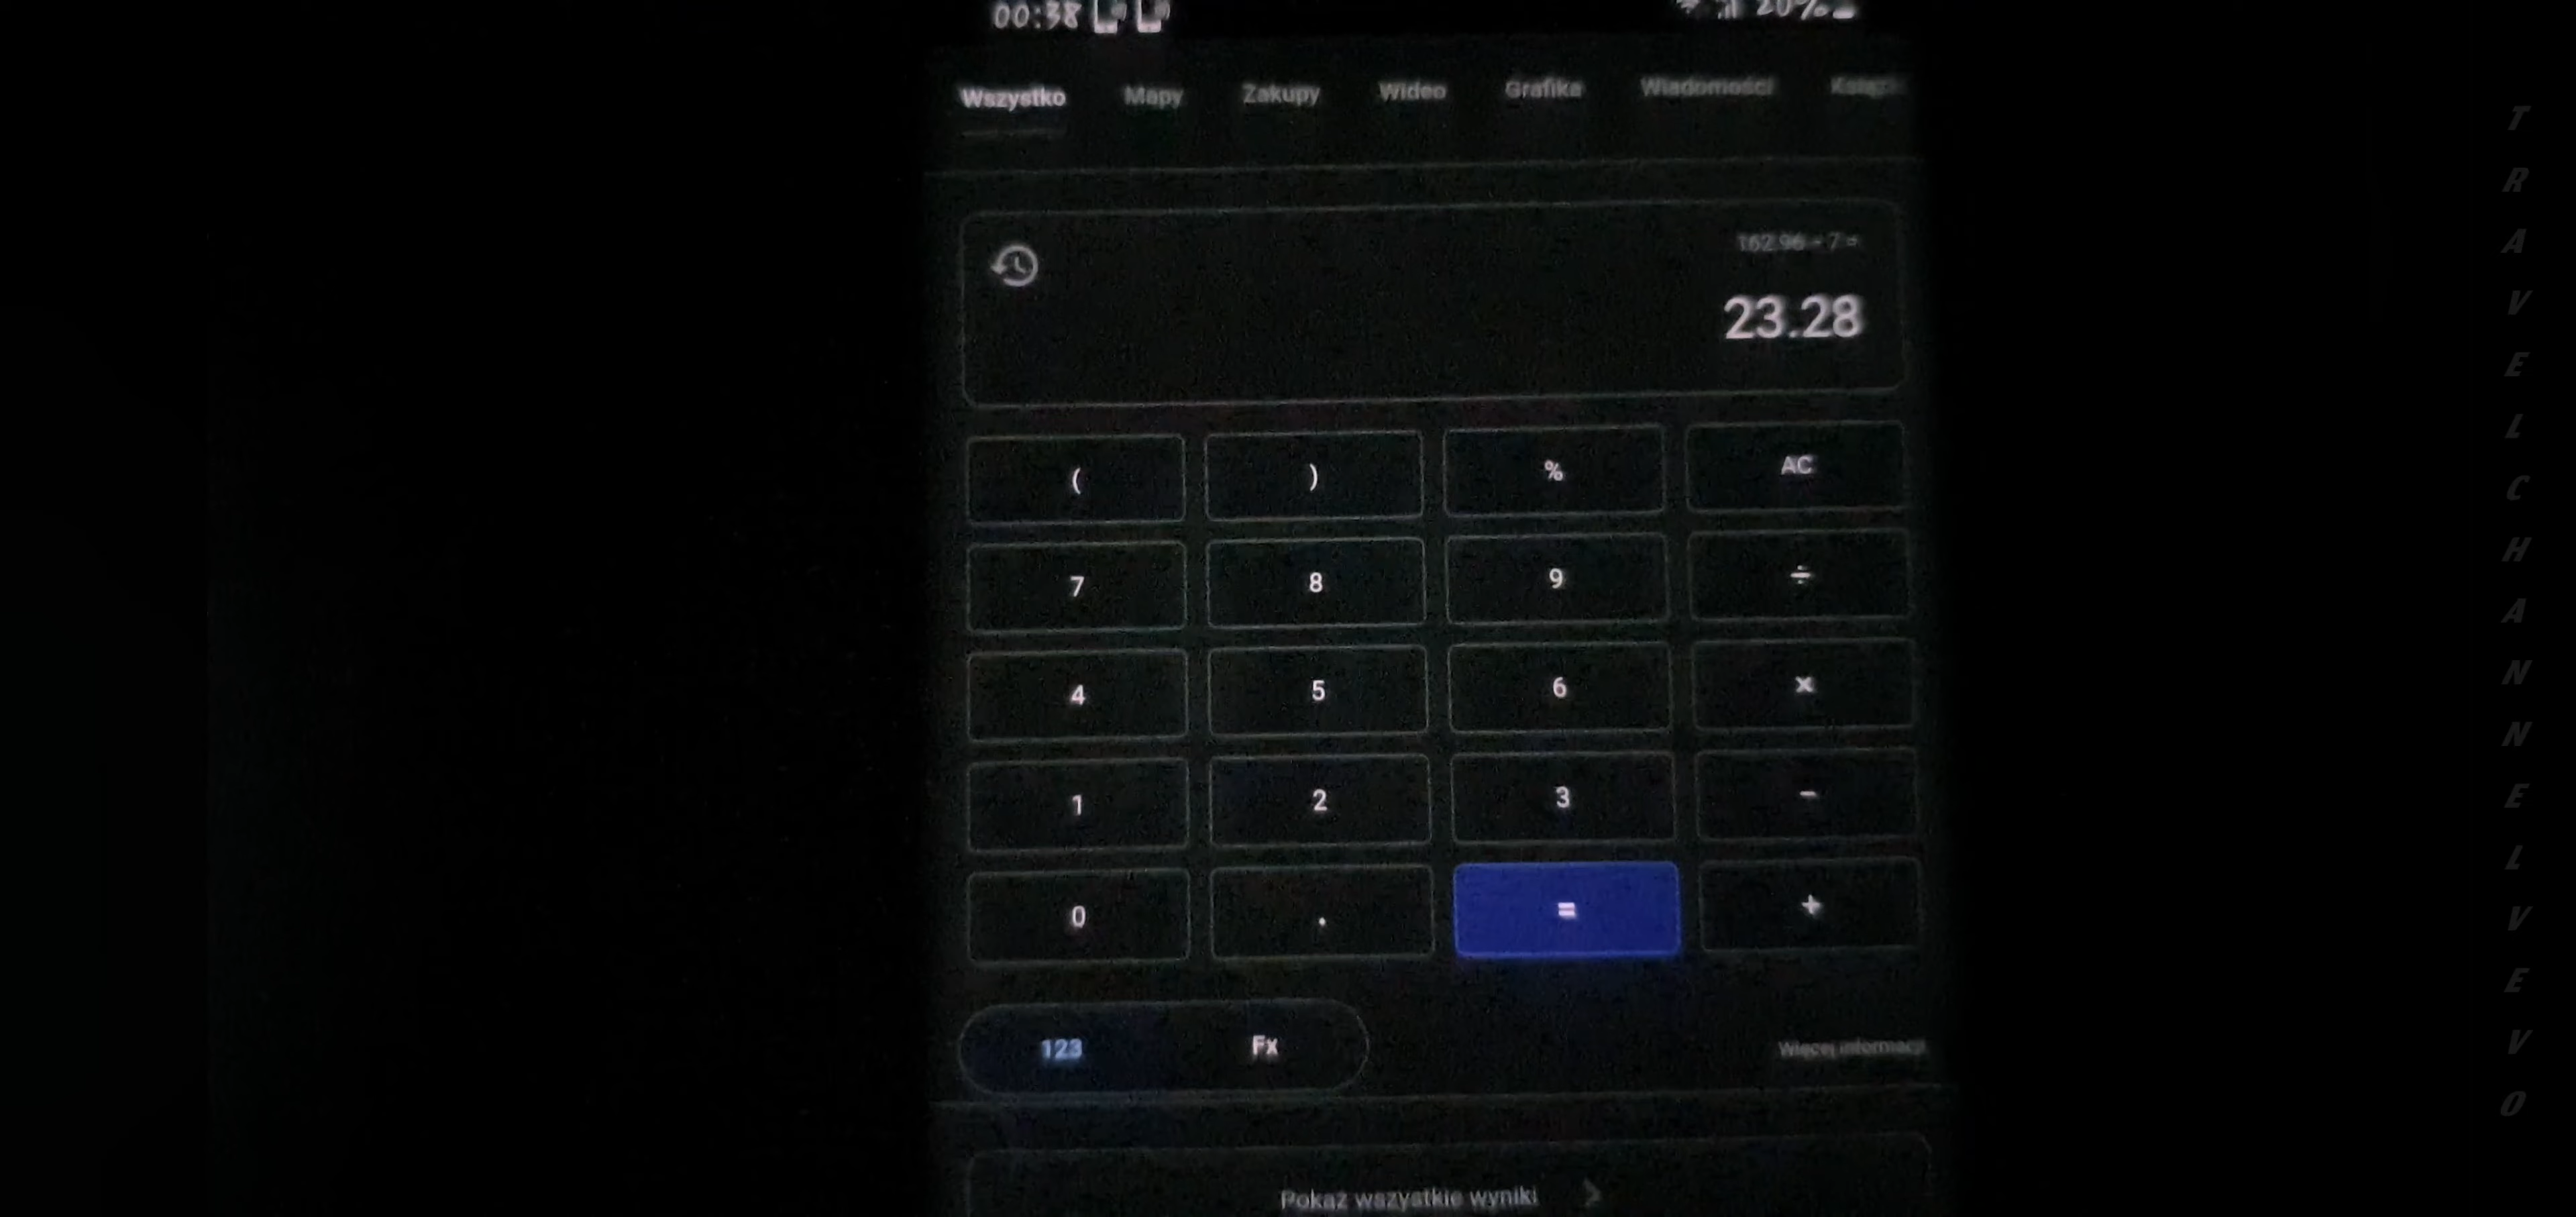 00:38 20%
Wszystko Mapy Zakupy Wideo Grafika Wiadomości
162.96 ÷ 7 =
23.28
( ) % AC
7 8 9 ÷
4 5 6 ×
1 2 3 −
0 . = +
123 Fx
Więcej informacji
Pokaż wszystkie wyniki
TRAVELCHANNELVEVO